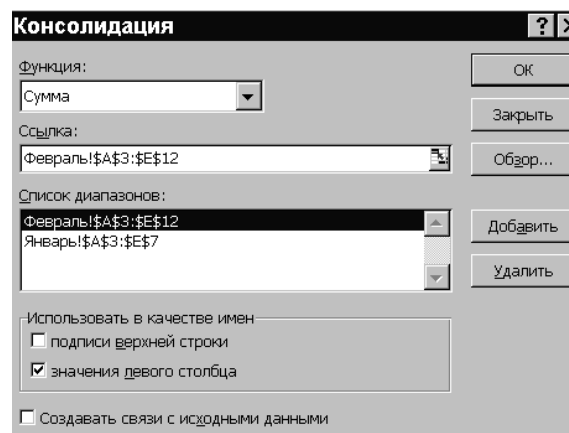 Консолидация
Функция:
Сумма
Ссылка:
Февраль!$A$3:$E$12
Список диапазонов:
Февраль!$A$3:$E$12
Январь!$A$3:$E$7
Использовать в качестве имен
подписи верхней строки
значения левого столбца
Создавать связи с исходными данными
ОК
Закрыть
Обзор...
Добавить
Удалить